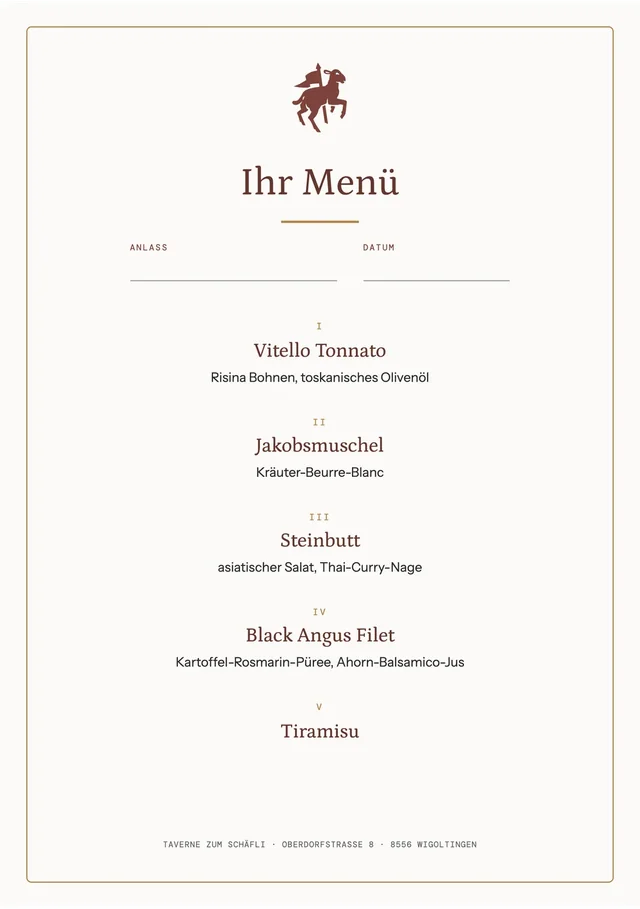 Ihr Menü
ANLASS DATUM
I
Vitello Tonnato
Risina Bohnen, toskanisches Olivenöl
II
Jakobsmuschel
Kräuter-Beurre-Blanc
III
Steinbutt
asiatischer Salat, Thai-Curry-Nage
IV
Black Angus Filet
Kartoffel-Rosmarin-Püree, Ahorn-Balsamico-Jus
V
Tiramisu
TAVERNE ZUM SCHÄFLI · OBERDORFSTRASSE 8 · 8556 WIGOLTINGEN